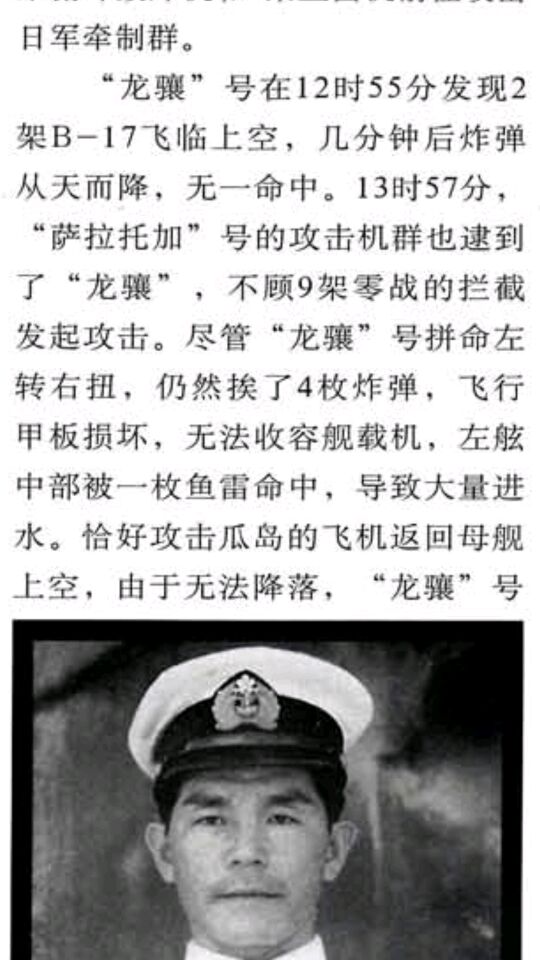 日军牵制群。
“龙骧”号在12时55分发现2
架B－17飞临上空，几分钟后炸弹
从天而降，无一命中。13时57分，
“萨拉托加”号的攻击机群也逮到
了“龙骧”，不顾9架零战的拦截
发起攻击。尽管“龙骧”号拼命左
转右扭，仍然挨了4枚炸弹，飞行
甲板损坏，无法收容舰载机，左舷
中部被一枚鱼雷命中，导致大量进
水。恰好攻击瓜岛的飞机返回母舰
上空，由于无法降落，“龙骧”号